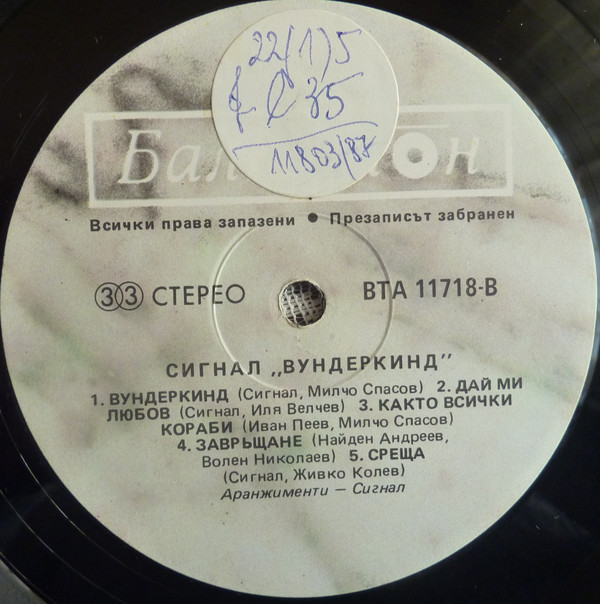 22(1)5
35
11803/87
Всички права запазени ● Презаписът забранен
33 СТЕРЕО
ВТА 11718-В
СИГНАЛ „ВУНДЕРКИНД”
1. ВУНДЕРКИНД (Сигнал, Милчо Спасов) 2. ДАЙ МИ
ЛЮБОВ (Сигнал, Иля Велчев) 3. КАКТО ВСИЧКИ
КОРАБИ (Иван Пеев, Милчо Спасов)
4. ЗАВРЬЩАНЕ (Найден Андреев,
Волен Николаев) 5. СРЕЩА
(Сигнал, Живко Колев)
Аранжименти — Сигнал